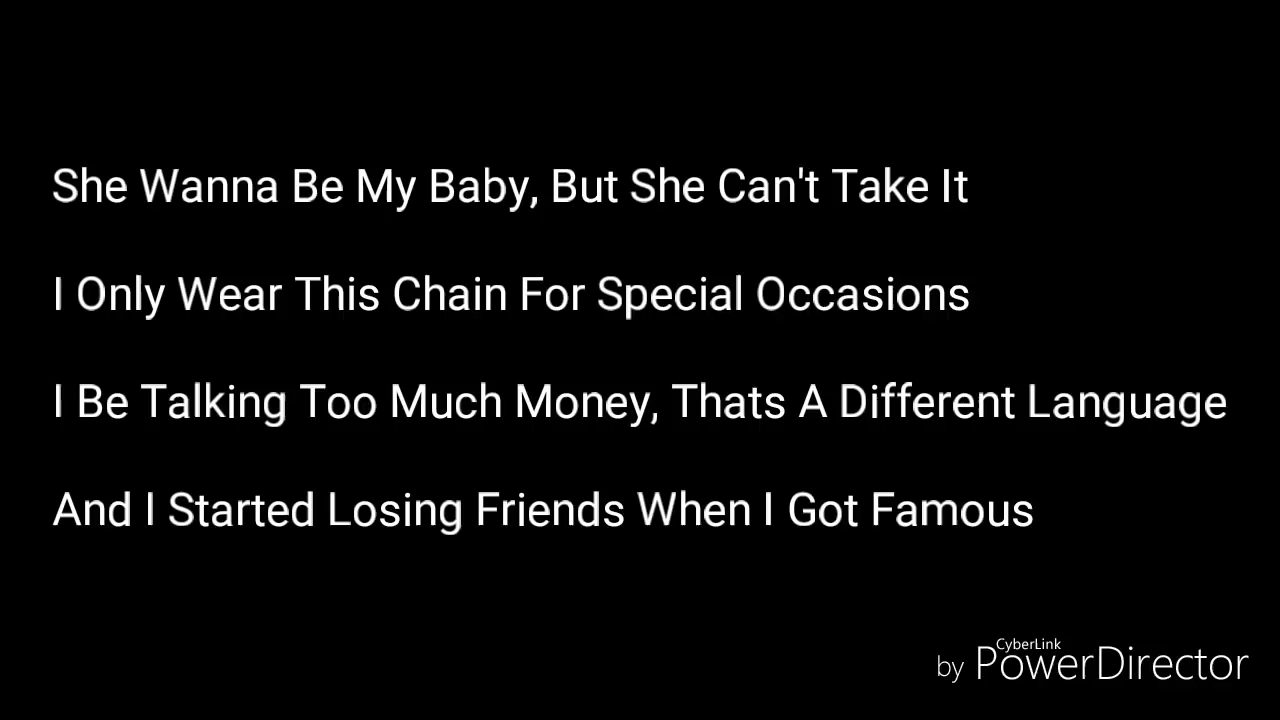 She Wanna Be My Baby, But She Can't Take It
I Only Wear This Chain For Special Occasions
I Be Talking Too Much Money, Thats A Different Language
And I Started Losing Friends When I Got Famous
CyberLink
by PowerDirector